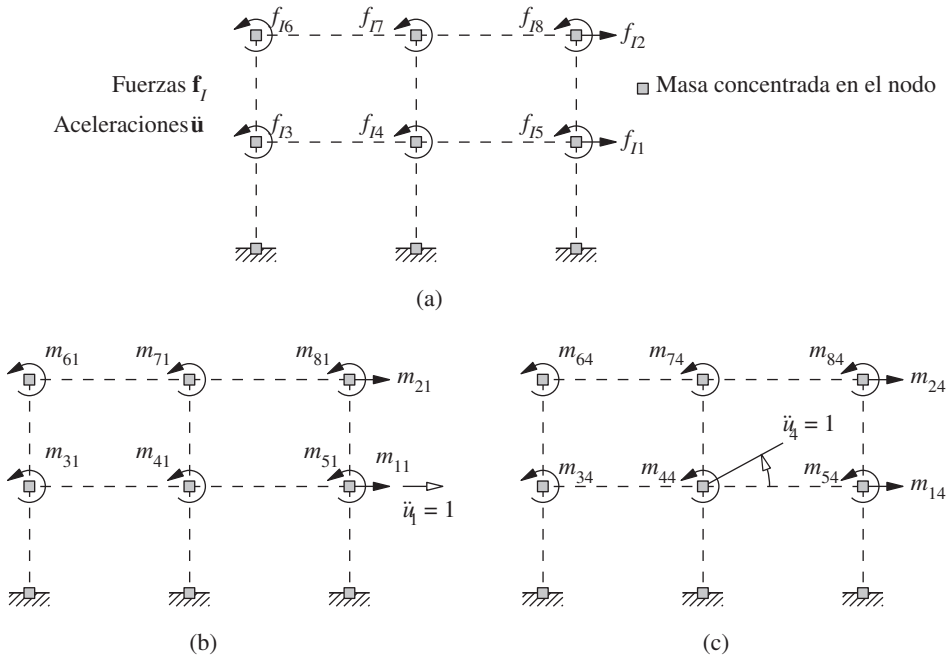 f_I6 f_I7 f_I8 f_I2
Fuerzas f_I
Masa concentrada en el nodo
Aceleraciones ü
f_I3 f_I4 f_I5 f_I1
(a)
m_61 m_71 m_81 m_21
m_31 m_41 m_51 m_11
ü_1 = 1
(b)
m_64 m_74 m_84 m_24
ü_4 = 1
m_34 m_44 m_54 m_14
(c)